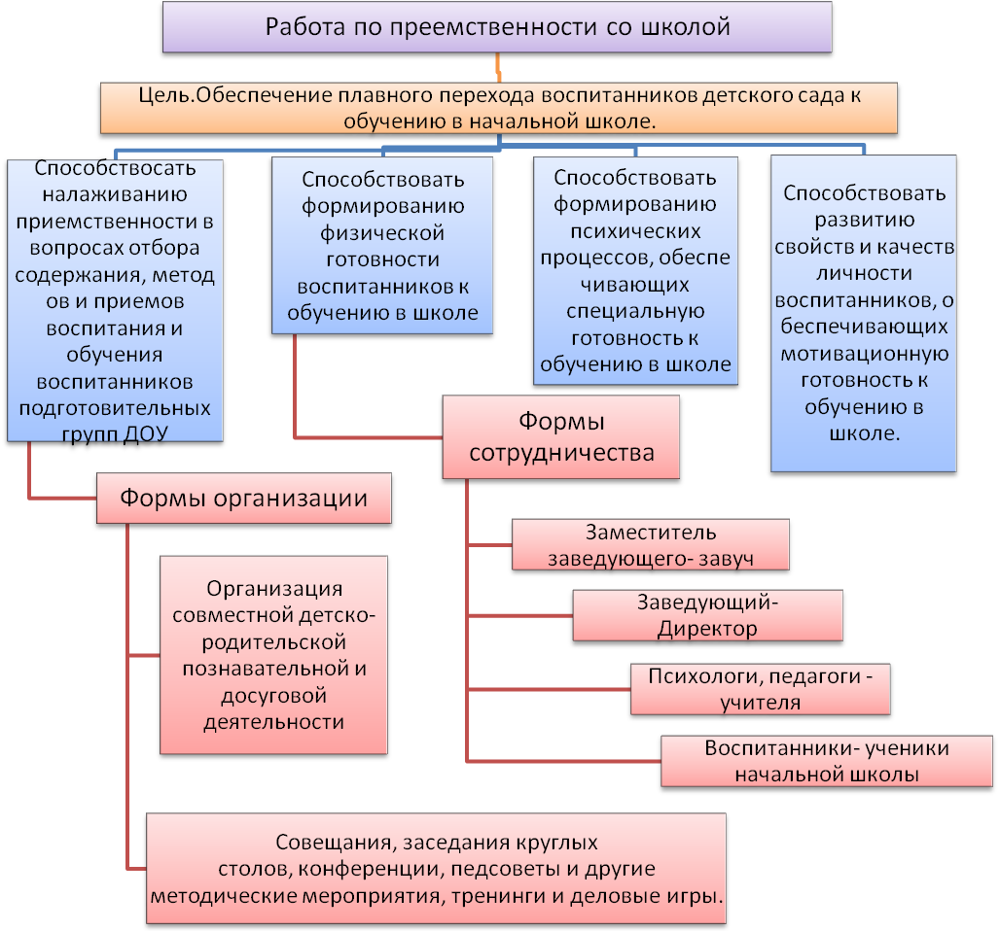 Работа по преемственности со школой
Цель.Обеспечение плавного перехода воспитанников детского сада к
обучению в начальной школе.
Способствосать
налаживанию
приемственности в
вопросах отбора
содержания, метод
ов и приемов
воспитания и
обучения
воспитанников
подготовительных
групп ДОУ
Способствовать
формированию
физической
готовности
воспитанников к
обучению в школе
Способствовать
формированию
психических
процессов, обеспе
чивающих
специальную
готовность к
обучению в школе
Способствовать
развитию
свойств и качеств
личности
воспитанников, о
беспечивающих
мотивационную
готовность к
обучению в
школе.
Формы организации
Организация
совместной детско-
родительской
познавательной и
досуговой
деятельности
Совещания, заседания круглых
столов, конференции, педсоветы и другие
методические мероприятия, тренинги и деловые игры.
Формы
сотрудничества
Заместитель
заведующего- завуч
Заведующий-
Директор
Психологи, педагоги -
учителя
Воспитанники- ученики
начальной школы